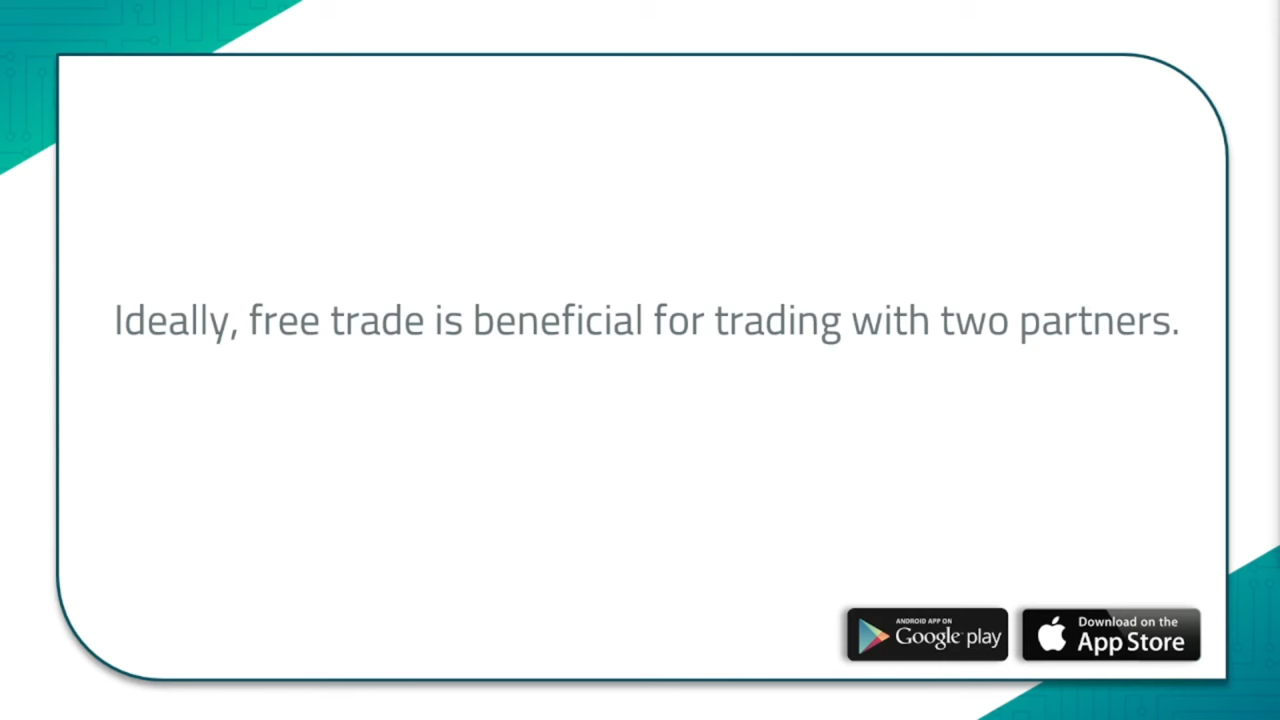 Ideally, free trade is beneficial for trading with two partners.
ANDROID APP ON
Google play
Download on the
App Store